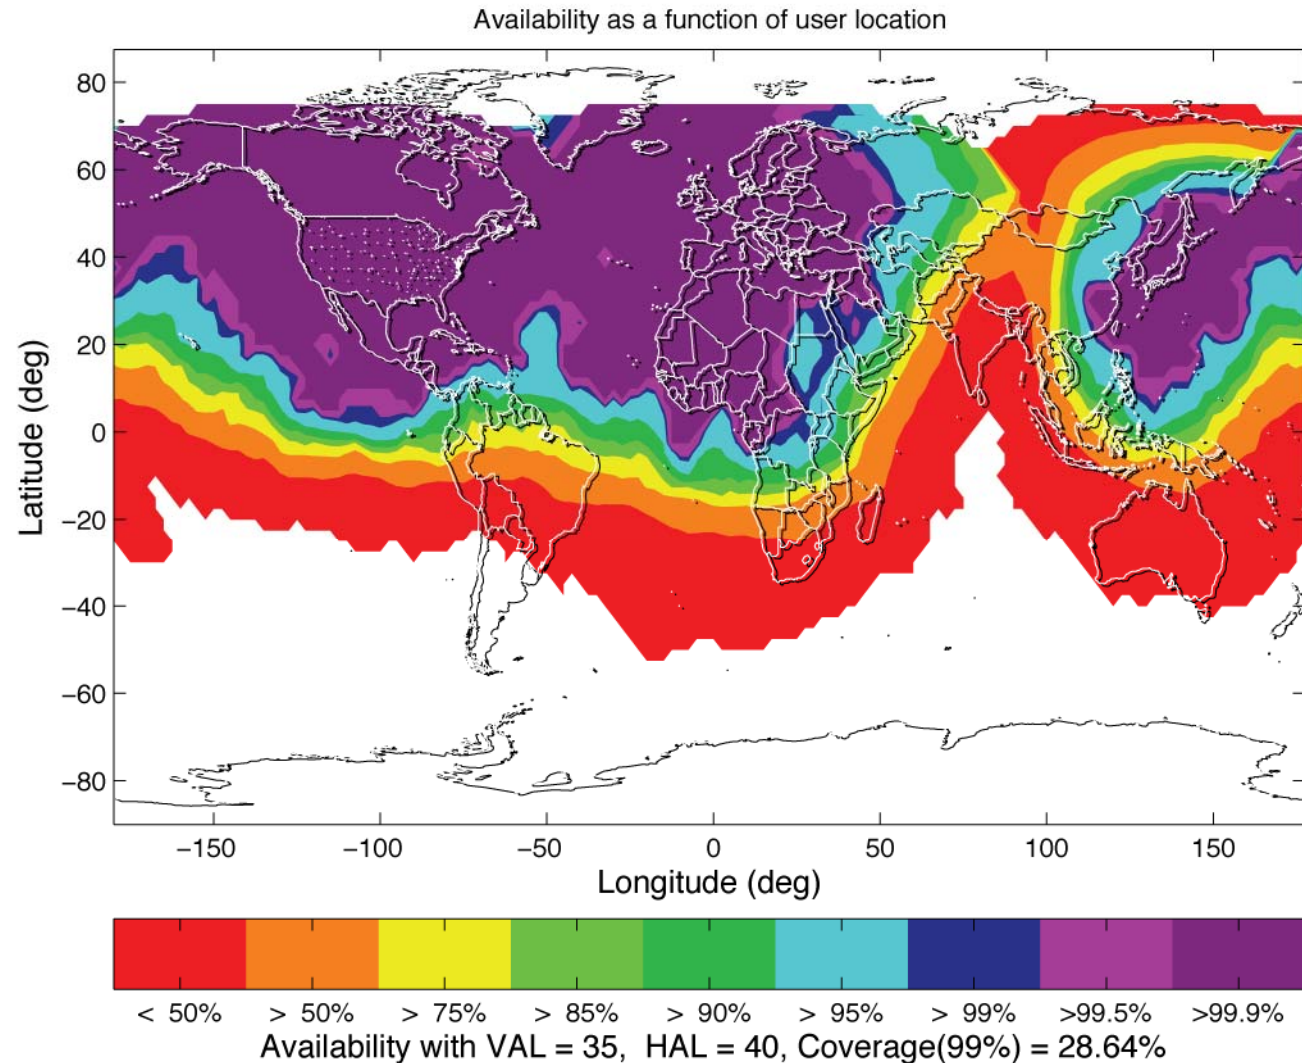 Availability as a function of user location
80
60
40
20
0
−20
−40
−60
−80
Latitude (deg)
−150 −100 −50 0 50 100 150
Longitude (deg)
< 50% > 50% > 75% > 85% > 90% > 95% > 99% >99.5% >99.9%
Availability with VAL = 35, HAL = 40, Coverage(99%) = 28.64%